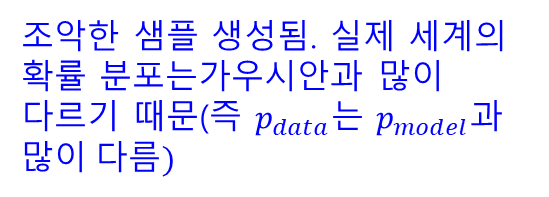 조악한 샘플 생성됨. 실제 세계의
확률 분포는가우시안과 많이
다르기 때문(즉 𝑝𝑑𝑎𝑡𝑎는 𝑝𝑚𝑜𝑑𝑒𝑙과
많이 다름)